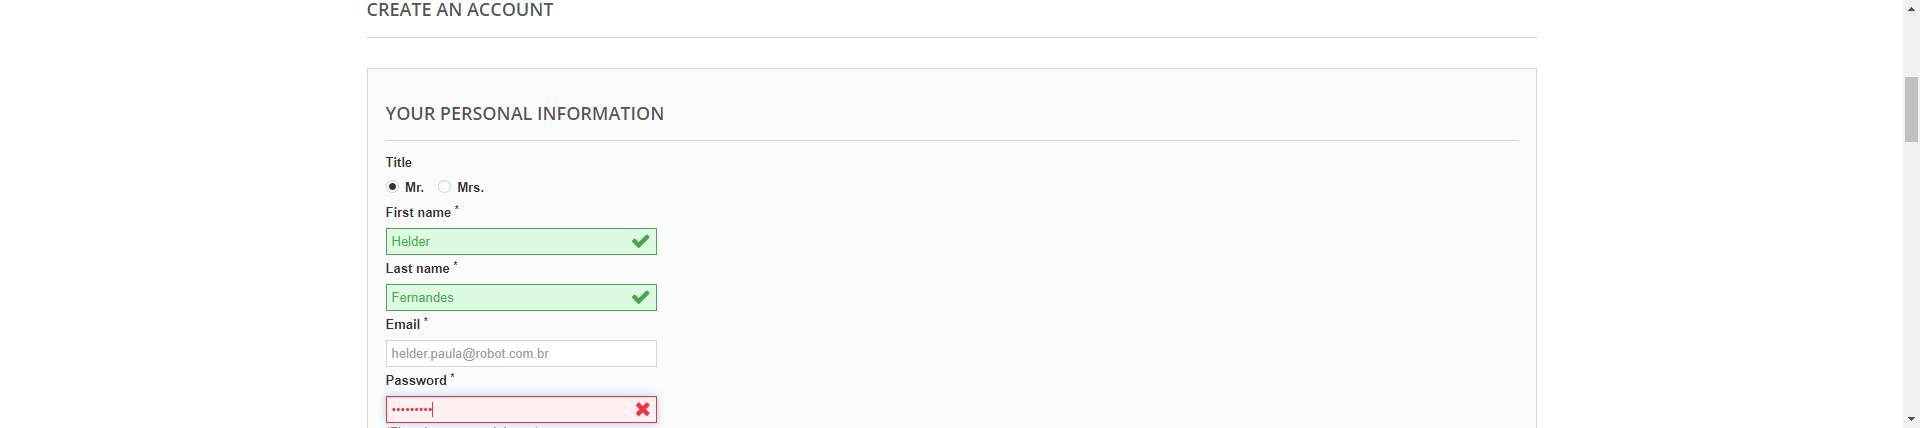 CREATE AN ACCOUNT
YOUR PERSONAL INFORMATION
Title
Mr. Mrs.
First name *
Helder
Last name *
Fernandes
Email *
helder.paula@robot.com.br
Password *
•••••••••